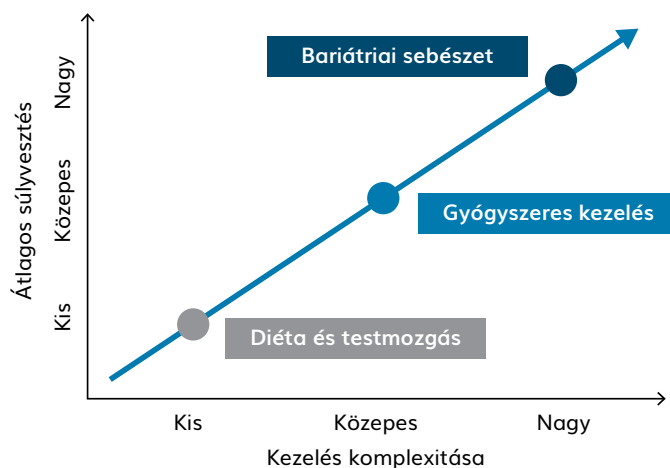 Bariátriai sebészet
Gyógyszeres kezelés
Diéta és testmozgás
Átlagos súlyvesztés
Nagy
Közepes
Kis
Kis
Közepes
Nagy
Kezelés komplexitása